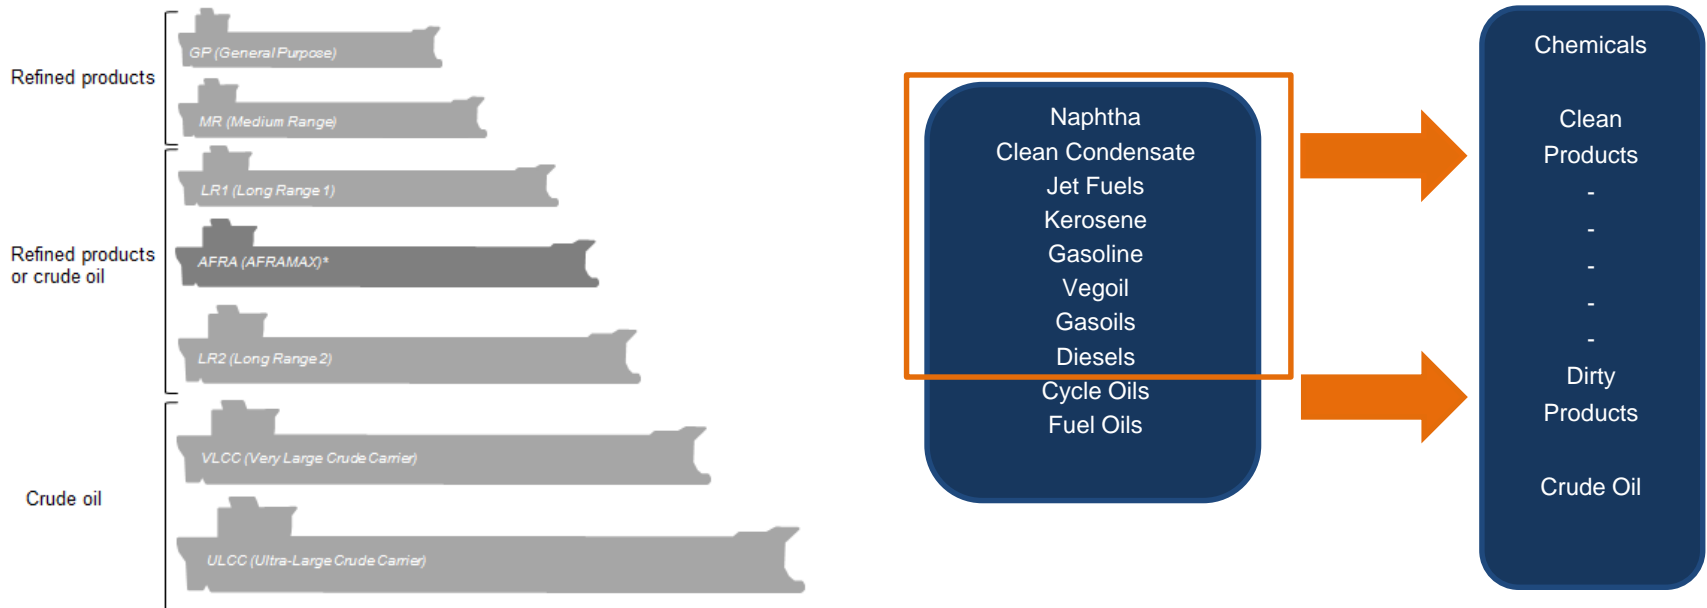 Refined products
GP (General Purpose)
MR (Medium Range)
Refined products
or crude oil
LR1 (Long Range 1)
AFRA (AFRAMAX)*
LR2 (Long Range 2)
Crude oil
VLCC (Very Large Crude Carrier)
ULCC (Ultra-Large Crude Carrier)
Naphtha
Clean Condensate
Jet Fuels
Kerosene
Gasoline
Vegoil
Gasoils
Diesels
Cycle Oils
Fuel Oils
Chemicals
Clean
Products
-
-
-
-
-
Dirty
Products
Crude Oil